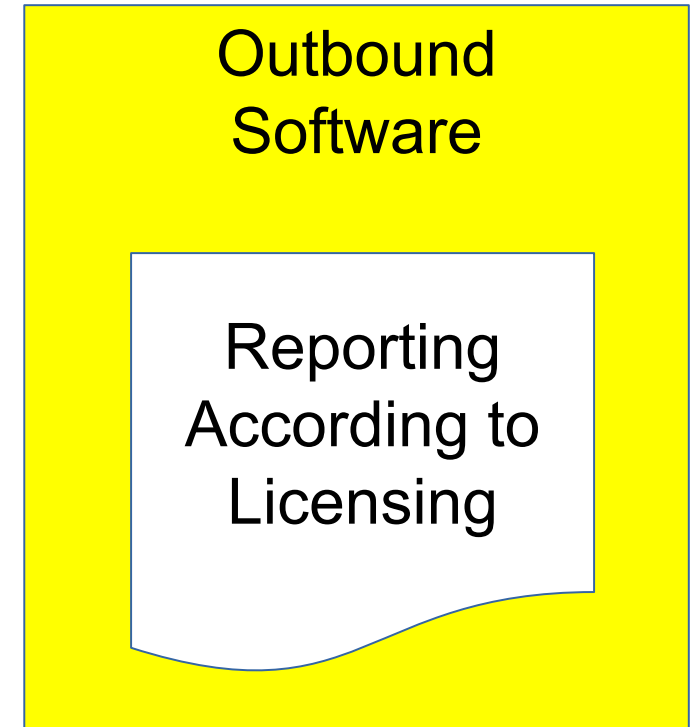 Outbound
Software
Reporting
According to
Licensing